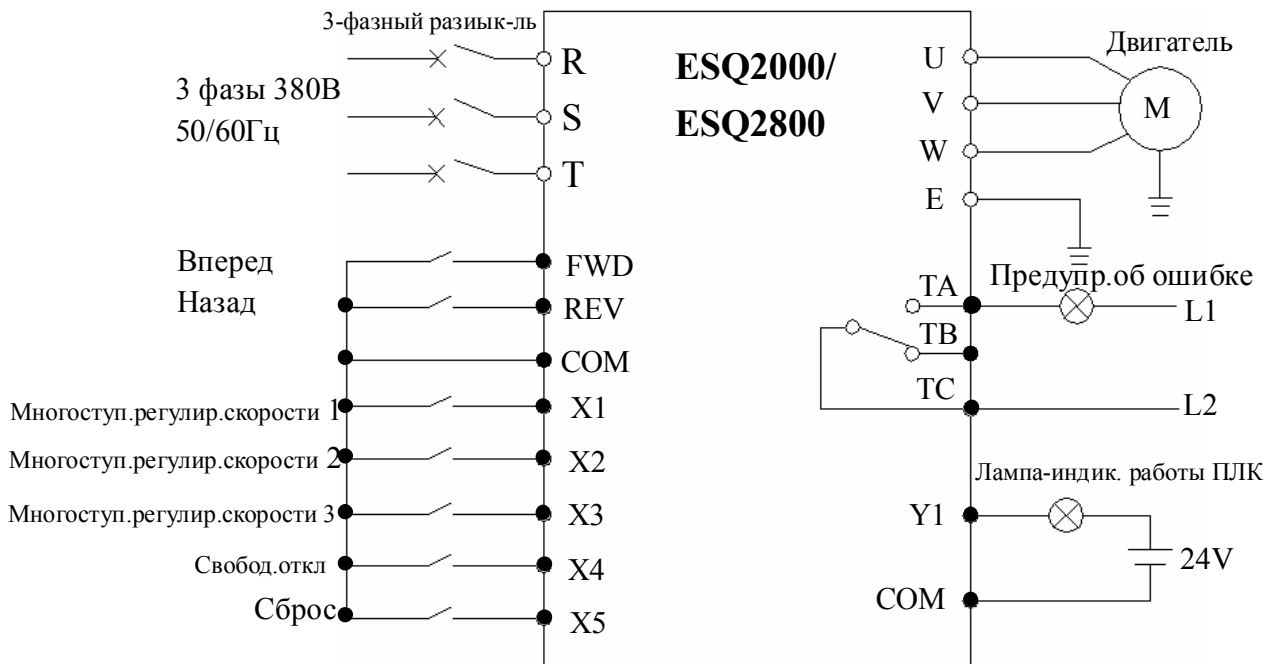 3-фазный разиык-ль
R
3 фазы 380В
50/60Гц
S
T
ESQ2000/
ESQ2800
U
V
W
E
Двигатель
M
Вперед
Назад
FWD
REV
COM
Многоступ.регулир.скорости 1
X1
Многоступ.регулир.скорости 2
X2
Многоступ.регулир.скорости 3
X3
Свобод.откл
X4
Сброс
X5
Предупр.об ошибке
TA
L1
TB
TC
L2
Лампа-индик. работы ПЛК
Y1
24V
COM